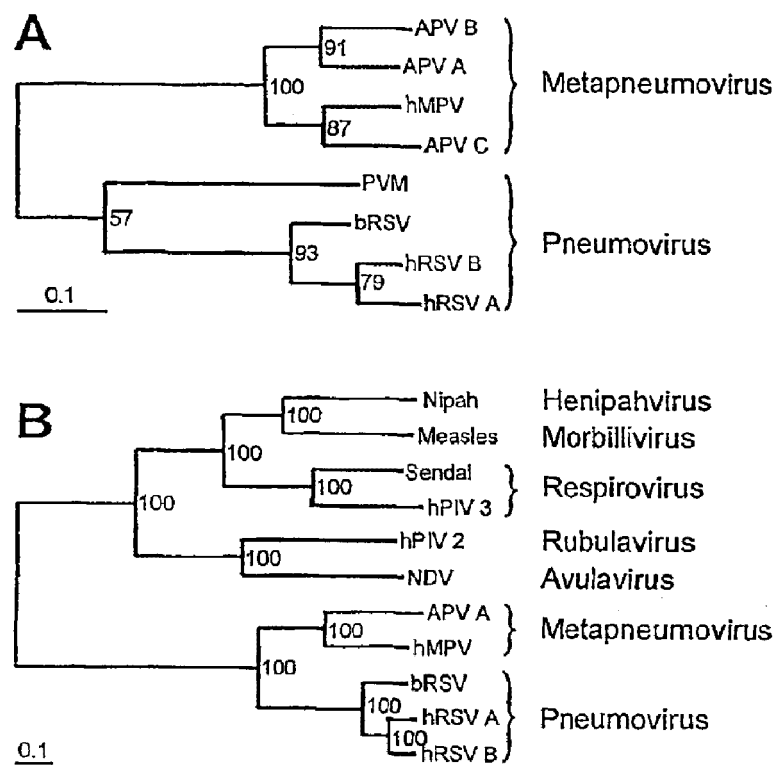 A
APV B
91
APV A
100
Metapneumovirus
hMPV
87
APV C
PVM
57
bRSV
93
Pneumovirus
hRSV B
79
hRSV A
0.1
B
Nipah Henipahvirus
100
Measles Morbillivirus
100
Sendai
100 Respirovirus
hPIV 3
100
hPIV 2 Rubulavirus
100
NDV Avulavirus
APV A
100 Metapneumovirus
hMPV
100
bRSV
100
hRSV A Pneumovirus
100
hRSV B
0.1